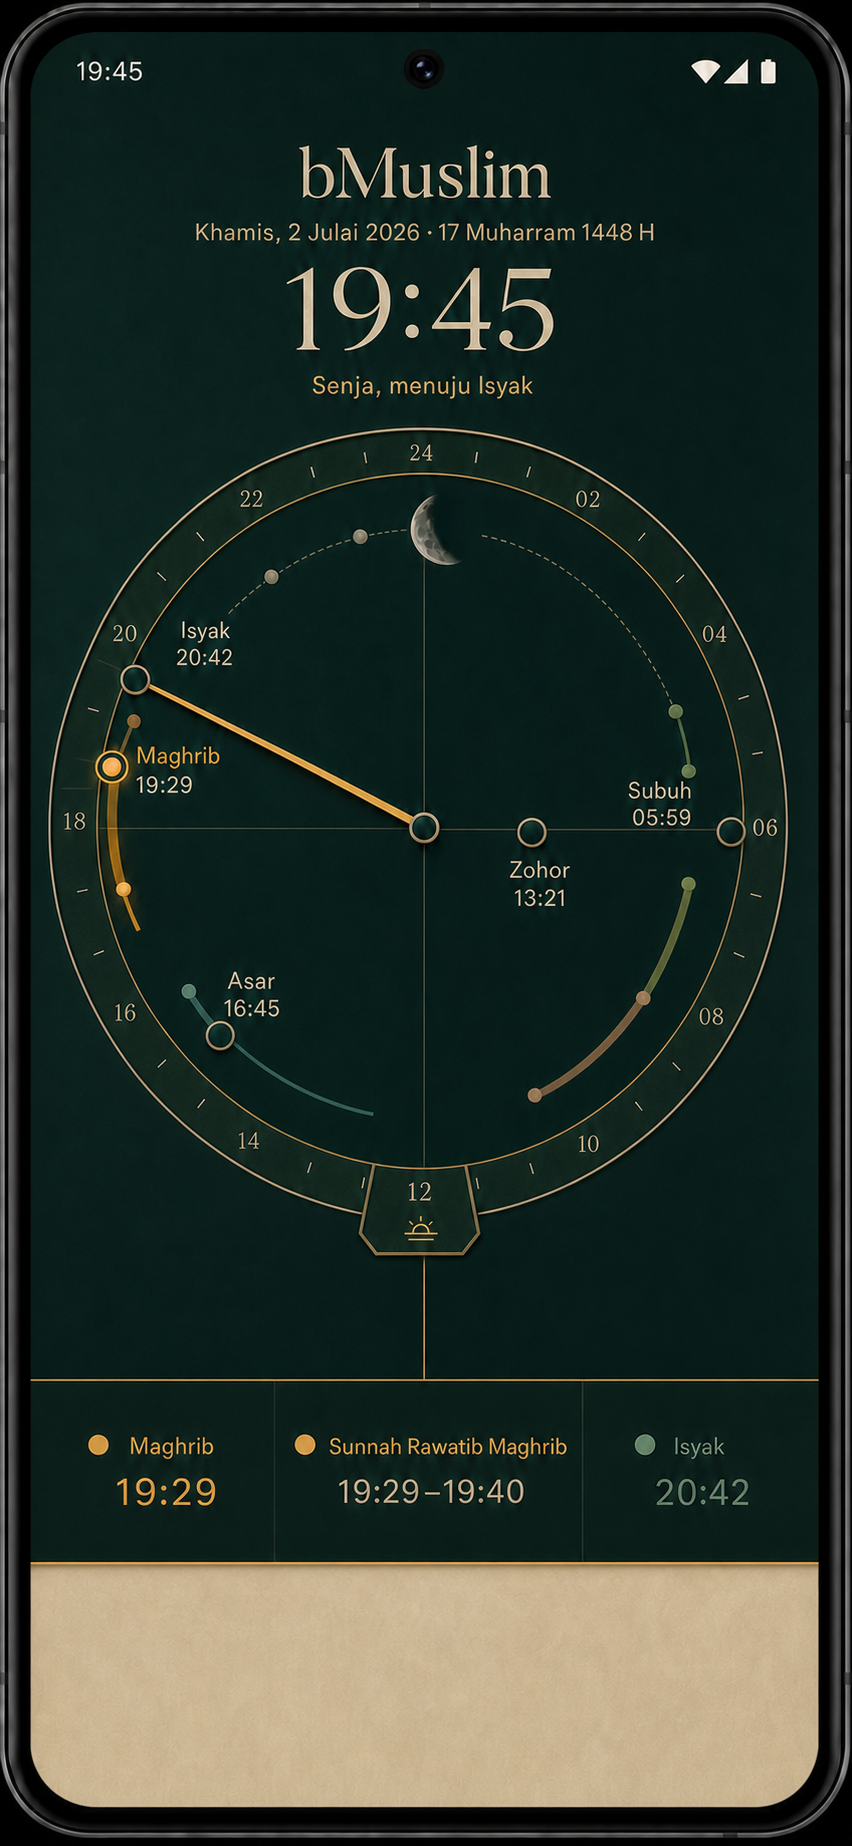 19:45
bMuslim
Khamis, 2 Julai 2026 · 17 Muharram 1448 H
19:45
Senja, menuju Isyak
24
22
02
20
04
Isyak
20:42
Maghrib
19:29
18
Subuh
05:59
06
Zohor
13:21
Asar
16:45
16
08
14
10
12
Maghrib
19:29
Sunnah Rawatib Maghrib
19:29–19:40
Isyak
20:42